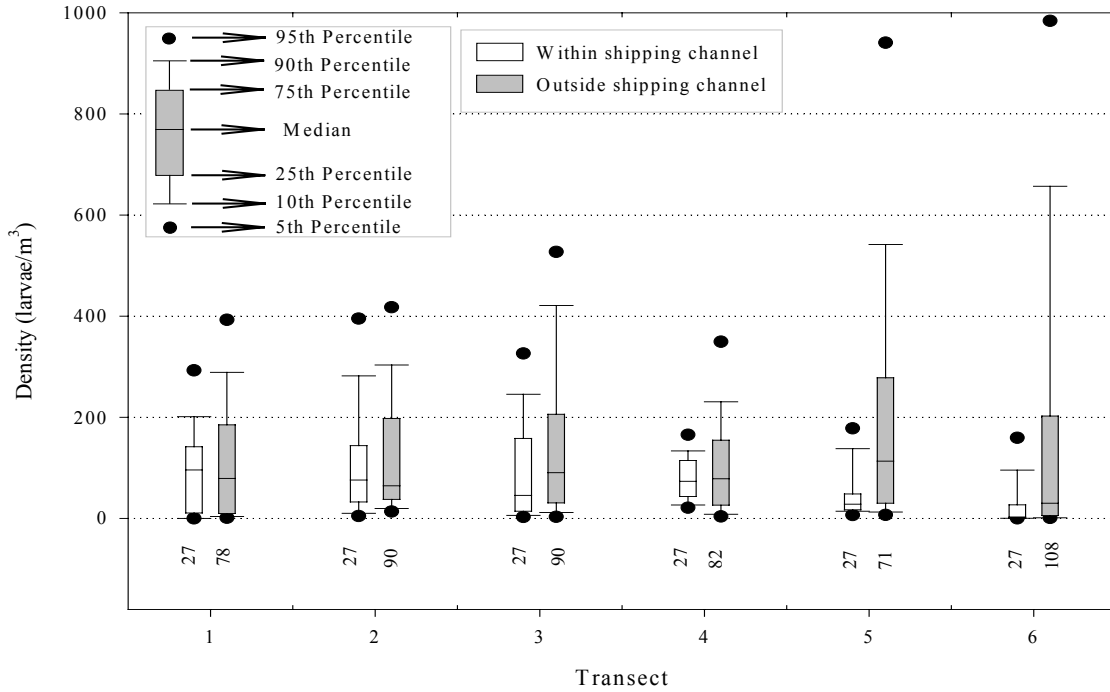 1000
800
600
400
200
0
Density (larvae/m³)
95th Percentile
90th Percentile
75th Percentile
Median
25th Percentile
10th Percentile
5th Percentile
Within shipping channel
Outside shipping channel
27 78 27 90 27 90 27 82 27 71 27 108
1 2 3 4 5 6
Transect